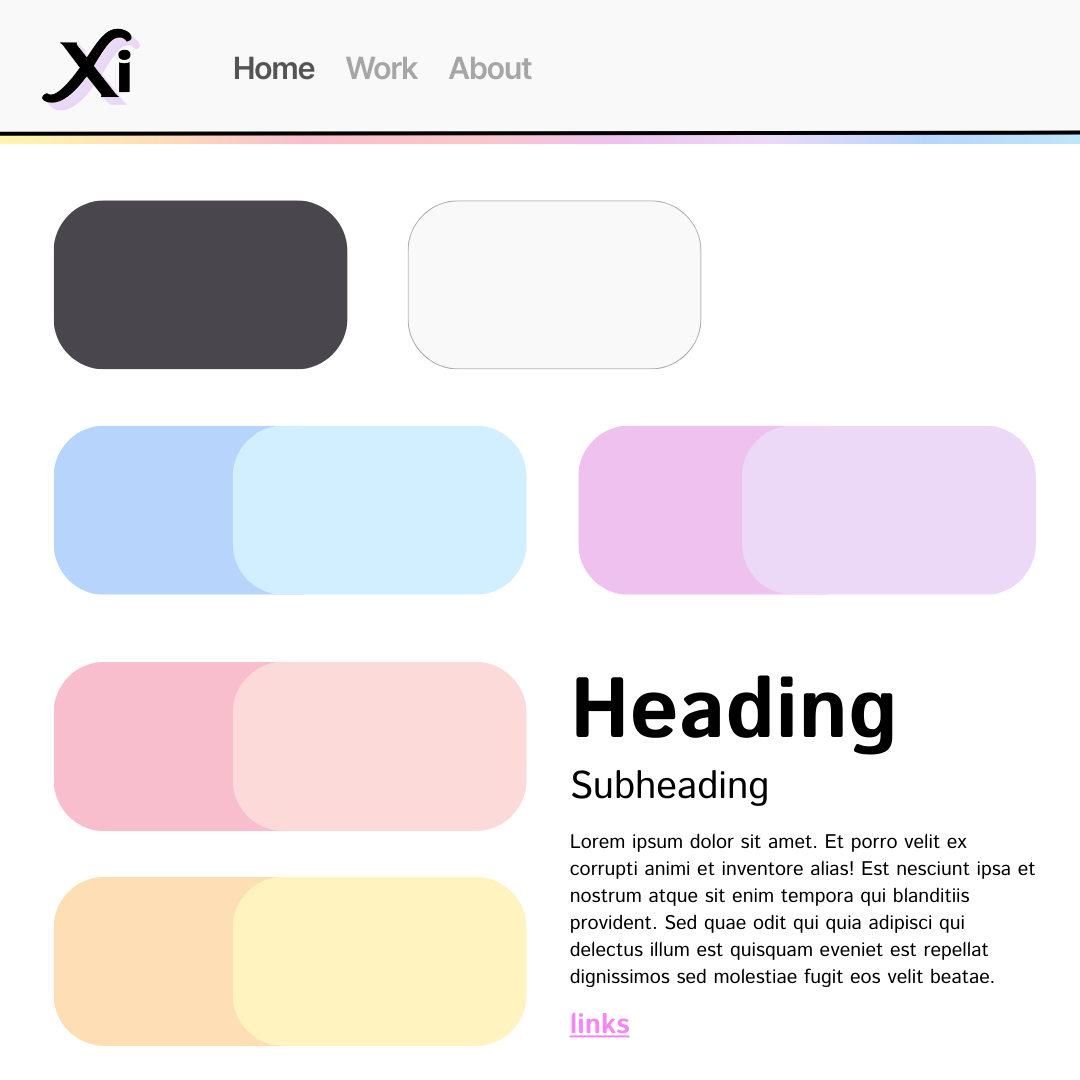 Xi
Home Work About
Heading
Subheading
Lorem ipsum dolor sit amet. Et porro velit ex
corrupti animi et inventore alias! Est nesciunt ipsa et
nostrum atque sit enim tempora qui blanditiis
provident. Sed quae odit qui quia adipisci qui
delectus illum est quisquam eveniet est repellat
dignissimos sed molestiae fugit eos velit beatae.
links